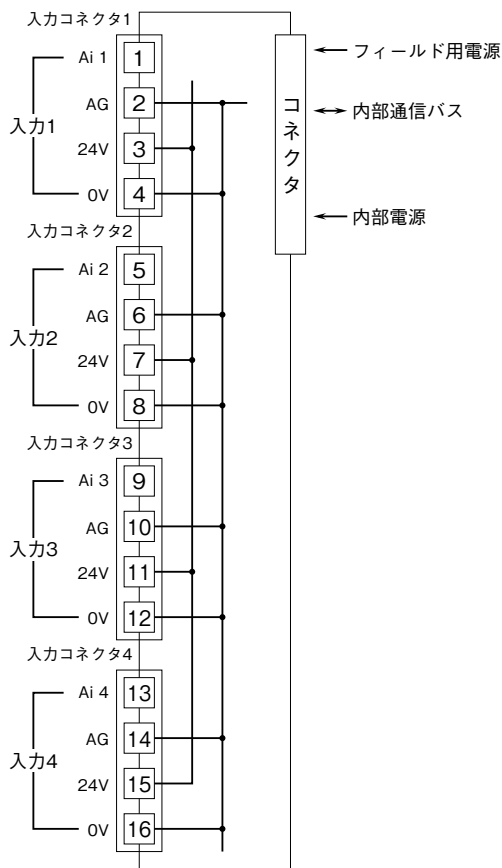 入力コネクタ1
Ai 1 1
AG 2
入力1
24V 3
0V 4
入力コネクタ2
Ai 2 5
AG 6
入力2
24V 7
0V 8
入力コネクタ3
Ai 3 9
AG 10
入力3
24V 11
0V 12
入力コネクタ4
Ai 4 13
AG 14
入力4
24V 15
0V 16
コネクタ
フィールド用電源
内部通信バス
内部電源